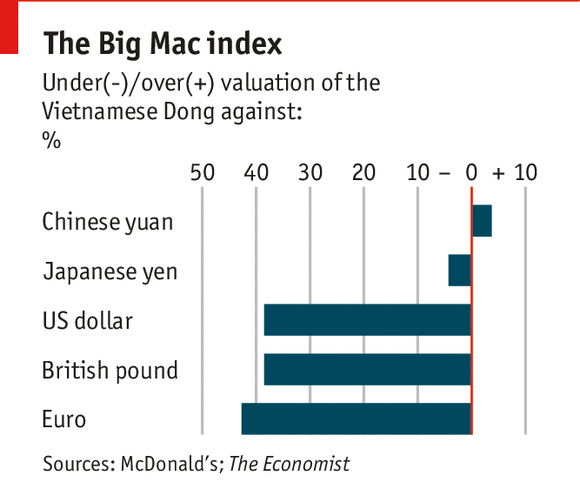 The Big Mac index
Under(-)/over(+) valuation of the
Vietnamese Dong against:
%
50 40 30 20 10 – 0 + 10
Chinese yuan
Japanese yen
US dollar
British pound
Euro
Sources: McDonald's; The Economist